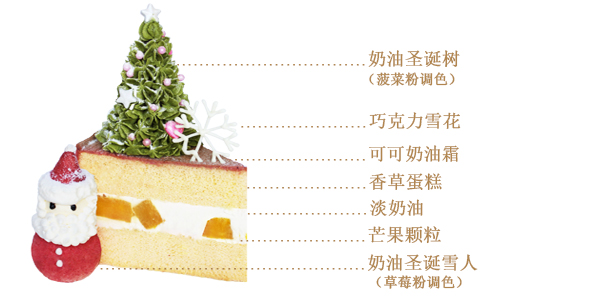 奶油圣诞树
（菠菜粉调色）
巧克力雪花
可可奶油霜
香草蛋糕
淡奶油
芒果颗粒
奶油圣诞雪人
（草莓粉调色）